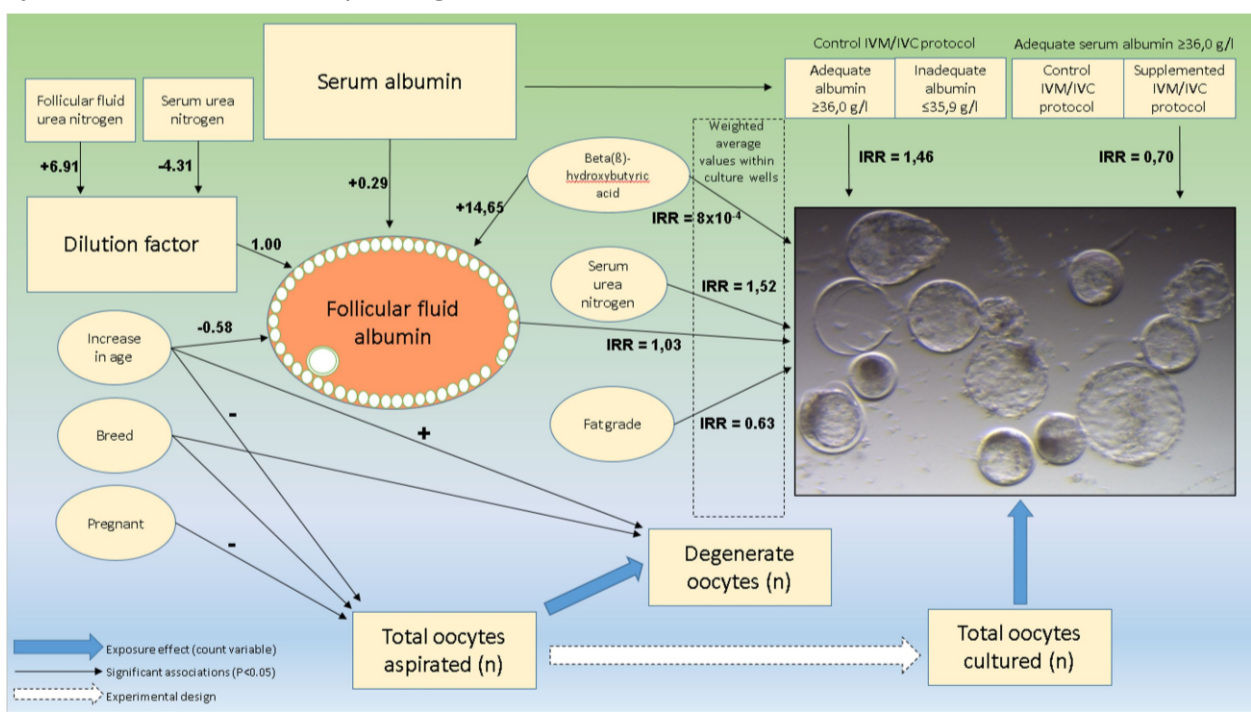 Control IVM/IVC protocol
Adequate serum albumin ≥36,0 g/l
Follicular fluid
urea nitrogen
Serum urea
nitrogen
Serum albumin
Adequate
albumin
≥36,0 g/l
Inadequate
albumin
≤35,9 g/l
Control
IVM/IVC
protocol
Supplemented
IVM/IVC
protocol
+6.91
-4.31
+0.29
Weighted
average
values within
culture wells
IRR = 1,46
IRR = 0,70
Beta(ß)-
hydroxybutyric
acid
+14,65
IRR = 8x10-4
Dilution factor
1.00
Serum
urea
nitrogen
IRR = 1,52
Follicular fluid
albumin
IRR = 1,03
Increase
in age
-0.58
Fat grade
IRR = 0.63
-
+
Breed
Pregnant
-
Degenerate
oocytes (n)
Total oocytes
aspirated (n)
Total oocytes
cultured (n)
Exposure effect (count variable)
Significant associations (P<0.05)
Experimental design